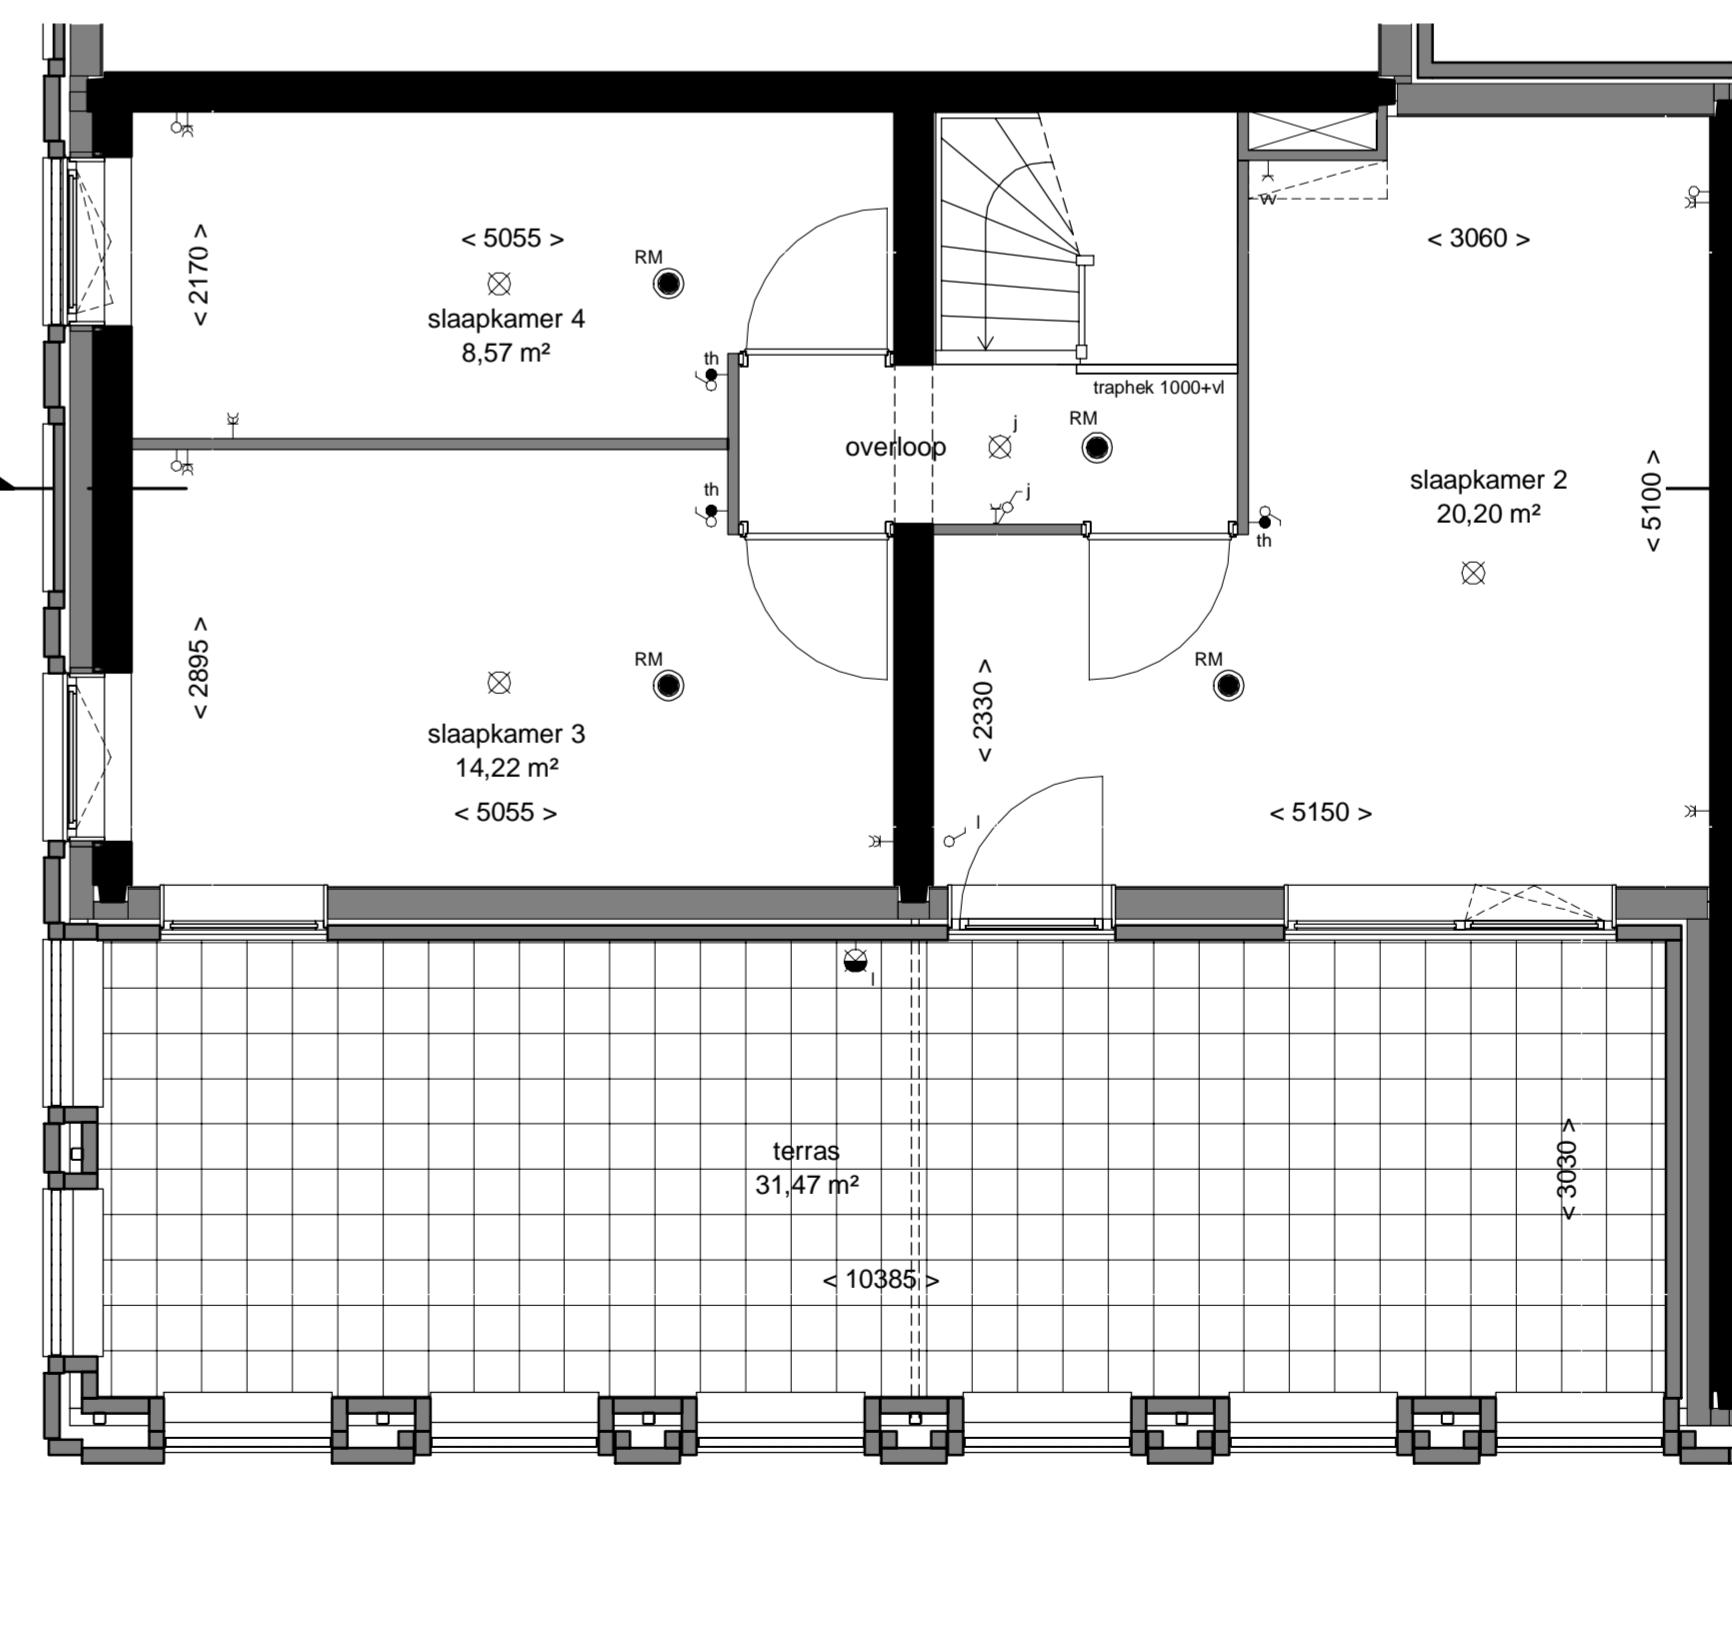 < 5055 >
RM
< 2170 >
slaapkamer 4
8,57 m²
th
traphek 1000+vl
w
< 3060 >
overloop
j
RM
j
th
th
slaapkamer 2
20,20 m²
< 5100 >
< 2895 >
RM
slaapkamer 3
14,22 m²
< 5055 >
< 2330 >
RM
l
< 5150 >
l
terras
31,47 m²
< 3030 >
< 10385 >